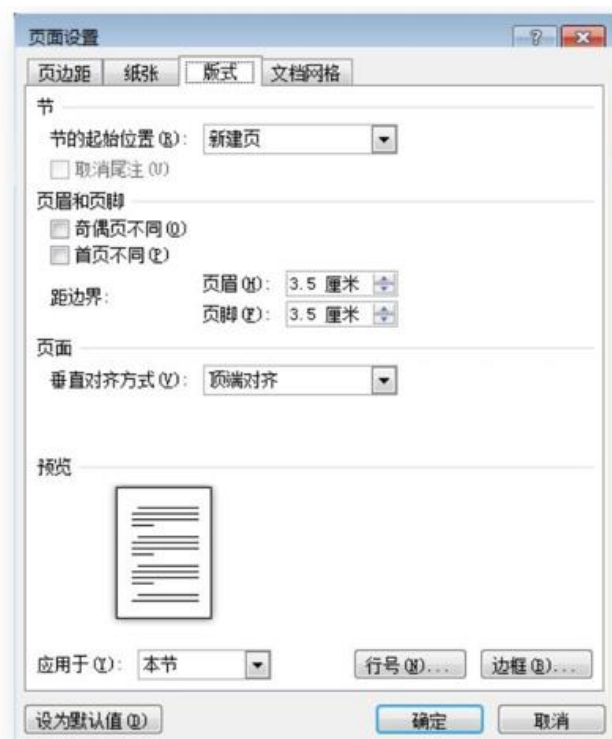 页面设置
页边距 纸张 版式 文档网格
节
节的起始位置(R): 新建页
取消尾注(U)
页眉和页脚
奇偶页不同(O)
首页不同(P)
距边界:
页眉(H): 3.5 厘米
页脚(F): 3.5 厘米
页面
垂直对齐方式(V): 顶端对齐
预览
应用于(Y): 本节 行号(N)... 边框(B)...
设为默认值(D) 确定 取消